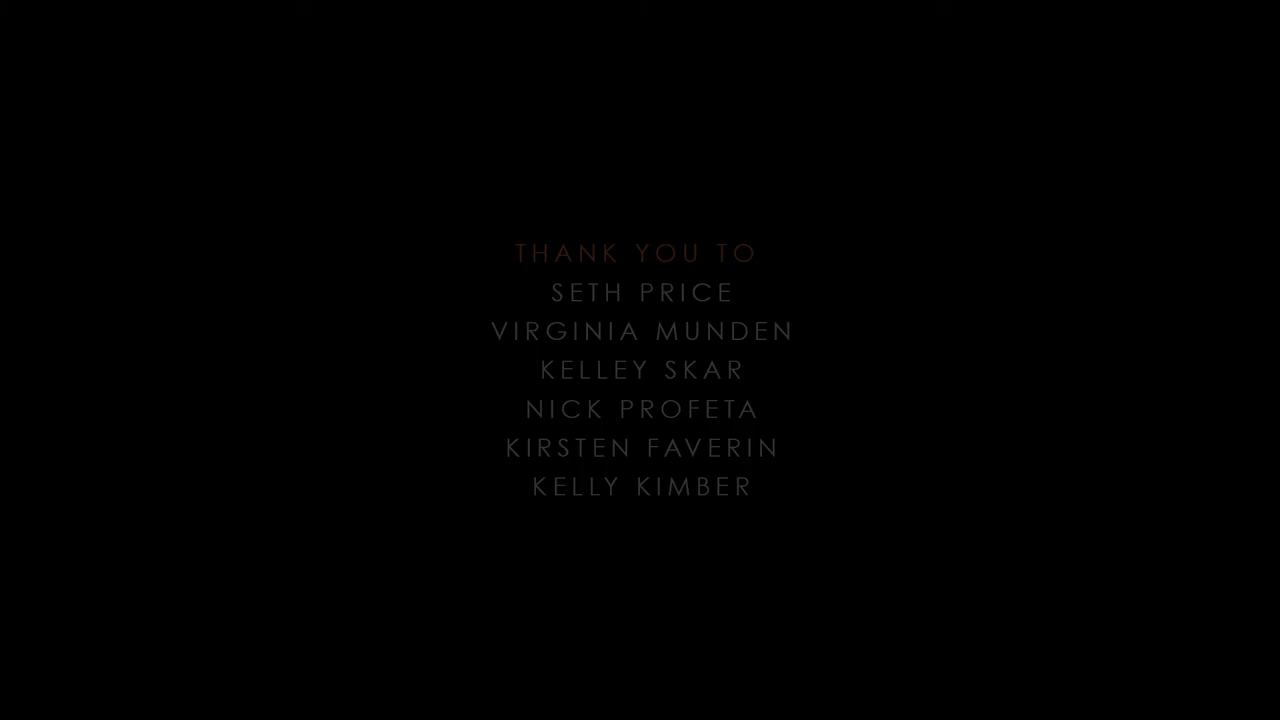 THANK YOU TO
SETH PRICE
VIRGINIA MUNDEN
KELLEY SKAR
NICK PROFETA
KIRSTEN FAVERIN
KELLY KIMBER